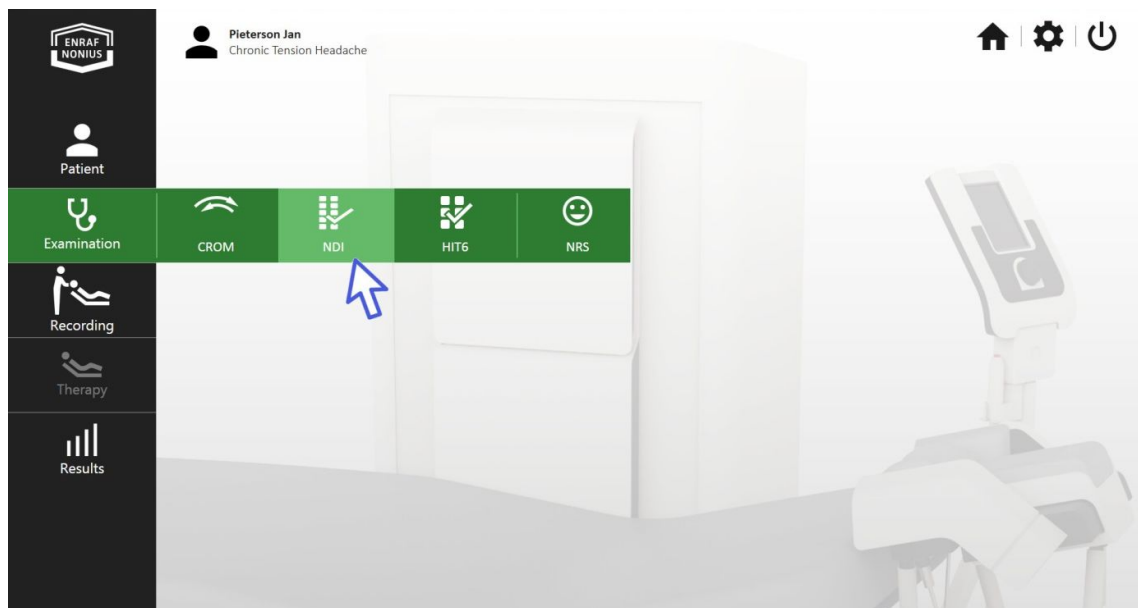 ENRAF
NONIUS
Pieterson Jan
Chronic Tension Headache
Patient
Examination
CROM
NDI
HIT6
NRS
Recording
Therapy
Results